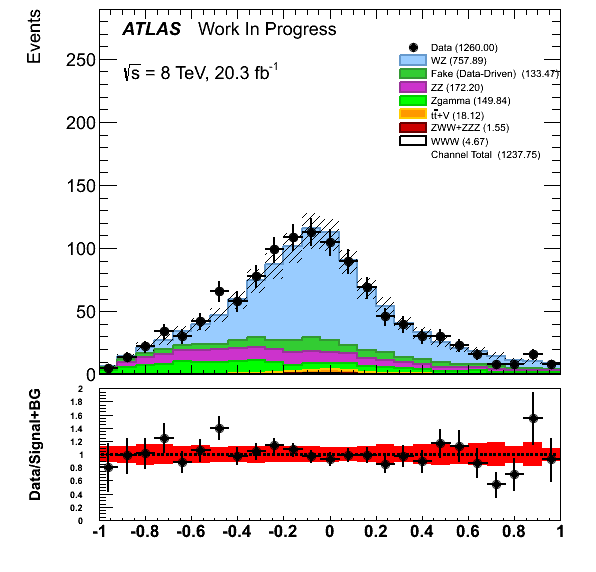 Events
ATLAS Work In Progress
√s = 8 TeV, 20.3 fb-1
Data (1260.00)
WZ (757.89)
Fake (Data-Driven) (133.47)
ZZ (172.20)
Zgamma (149.84)
tt̄+V (18.12)
ZWW+ZZZ (1.55)
WWW (4.67)
Channel Total (1237.75)
250
200
150
100
50
0
Data/Signal+BG
2
1.8
1.6
1.4
1.2
1
0.8
0.6
0.4
0.2
0
-1 -0.8 -0.6 -0.4 -0.2 0 0.2 0.4 0.6 0.8 1